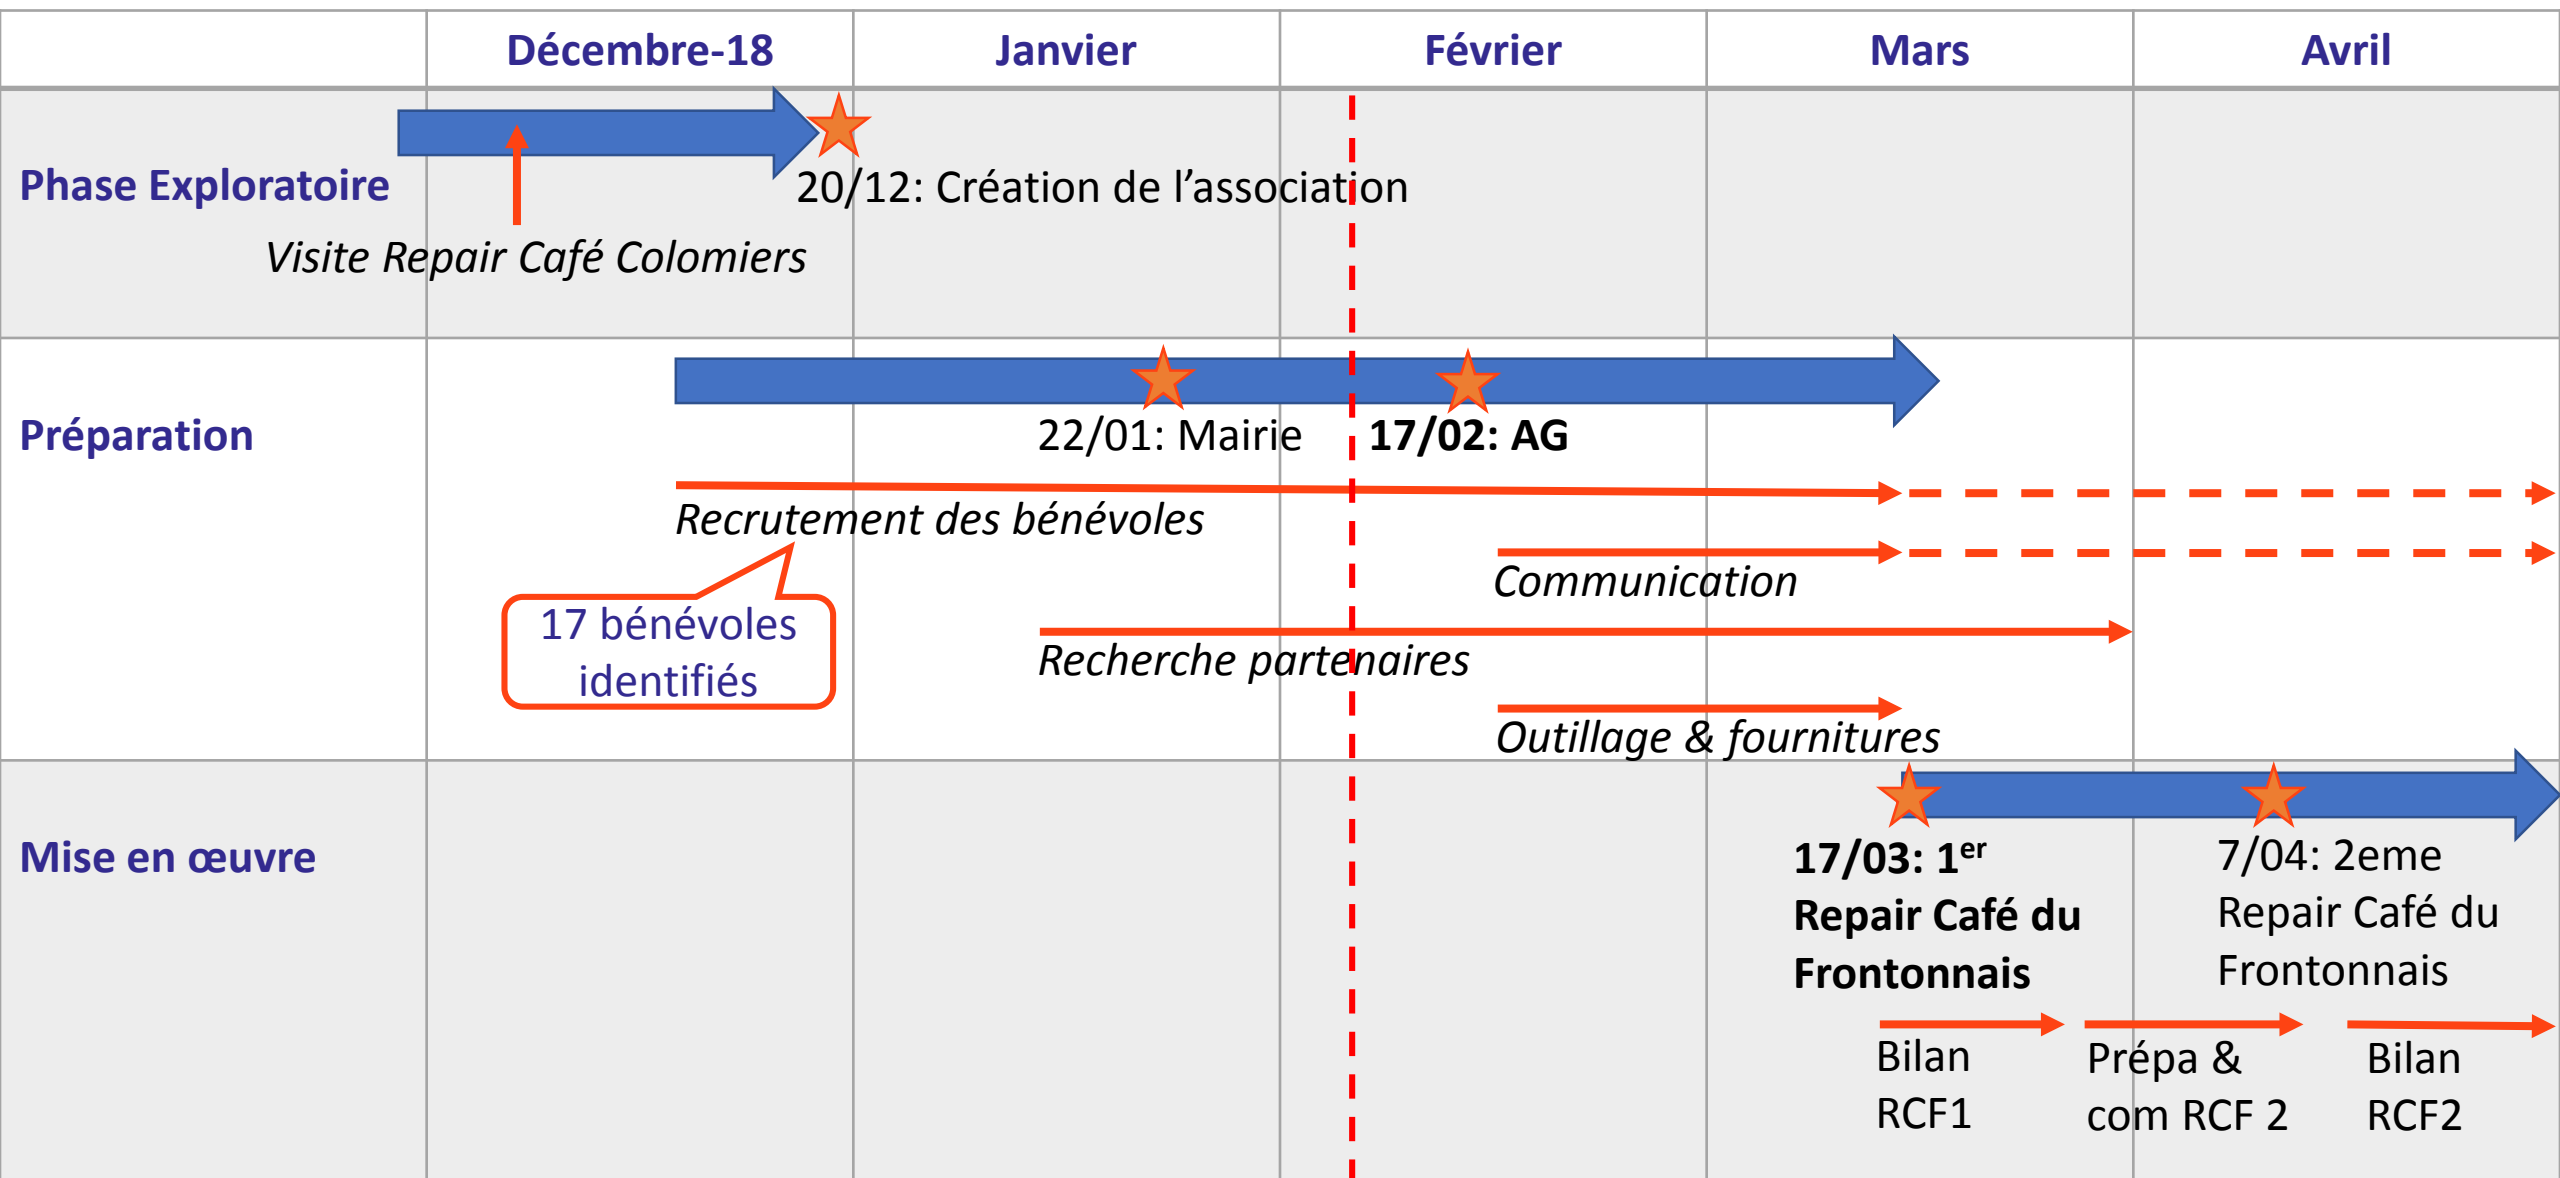 Décembre-18
Janvier
Février
Mars
Avril
Phase Exploratoire
20/12: Création de l’association
Visite Repair Café Colomiers
Préparation
22/01: Mairie
17/02: AG
Recrutement des bénévoles
17 bénévoles
identifiés
Communication
Recherche partenaires
Outillage & fournitures
Mise en œuvre
17/03: 1er
Repair Café du
Frontonnais
7/04: 2eme
Repair Café du
Frontonnais
Bilan
RCF1
Prépa &
com RCF 2
Bilan
RCF2